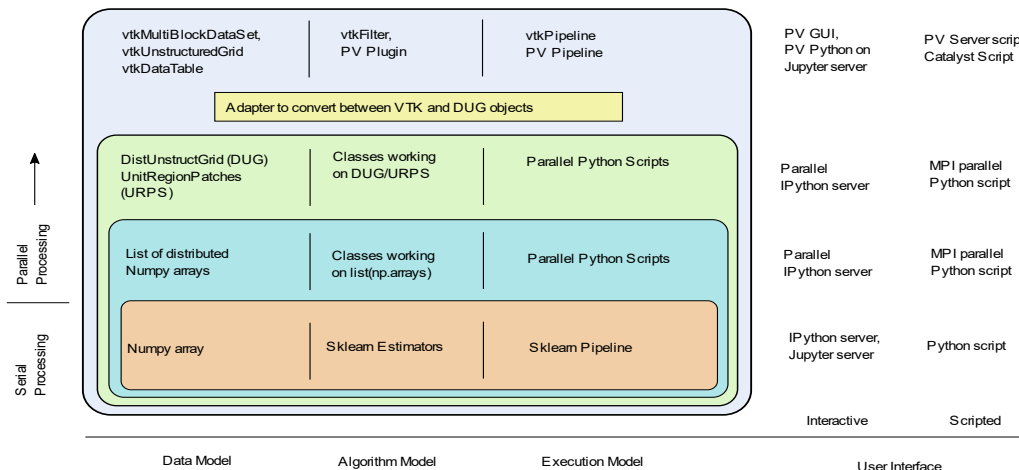 vtkMultiBlockDataSet,
vtkUnstructuredGrid
vtkDataTable
vtkFilter,
PV Plugin
vtkPipeline
PV Pipeline
PV GUI,
PV Python on
Jupyter server
PV Server scrip
Catalyst Script
Adapter to convert between VTK and DUG objects
DistUnstructGrid (DUG)
UnitRegionPatches
(URPS)
Classes working
on DUG/URPS
Parallel Python Scripts
Parallel
IPython server
MPI parallel
Python script
Parallel
Processing
List of distributed
Numpy arrays
Classes working
on list(np.arrays)
Parallel Python Scripts
Parallel
IPython server
MPI parallel
Python script
Serial
Processing
Numpy array
Sklearn Estimators
Sklearn Pipeline
IPython server,
Jupyter server
Python script
Interactive
Scripted
Data Model
Algorithm Model
Execution Model
User Interface